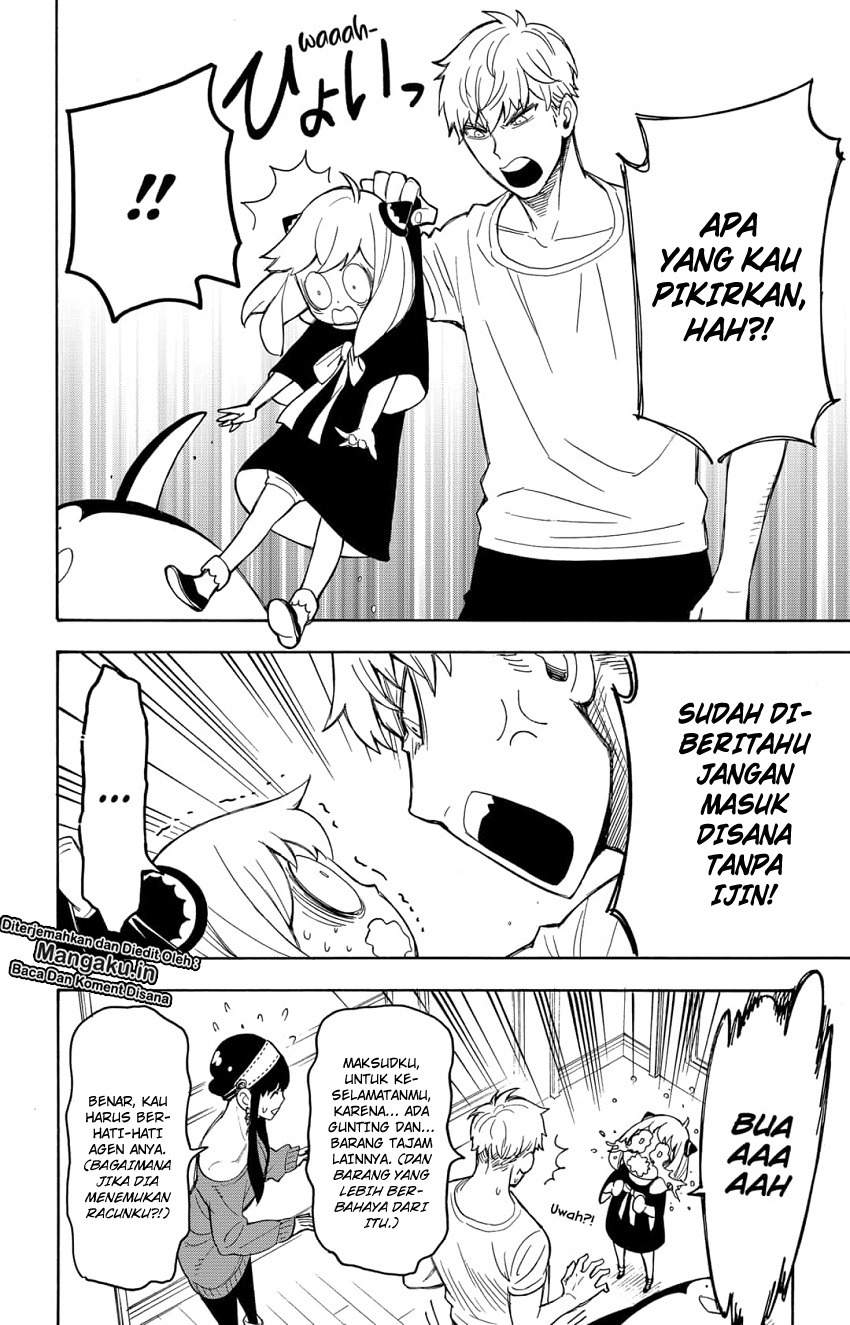 waaah-
ひょいっ
APA
YANG KAU
PIKIRKAN,
HAH?!
!!
SUDAH DI-
BERITAHU
JANGAN
MASUK
DISANA
TANPA
IJIN!
...
Diterjemahkan dan Diedit Oleh :
Mangaku.in
Baca Dan Koment Disana
BUA
AAA
AAH
Uwah?!
MAKSUDKU,
UNTUK KE-
SELAMATANMU,
KARENA... ADA
GUNTING DAN...
BARANG TAJAM
LAINNYA. (DAN
BARANG YANG
LEBIH BER-
BAHAYA DARI
ITU.)
BENAR, KAU
HARUS BER-
HATI-HATI
AGEN ANYA.
(BAGAIMANA
JIKA DIA
MENEMUKAN
RACUNKU?!)